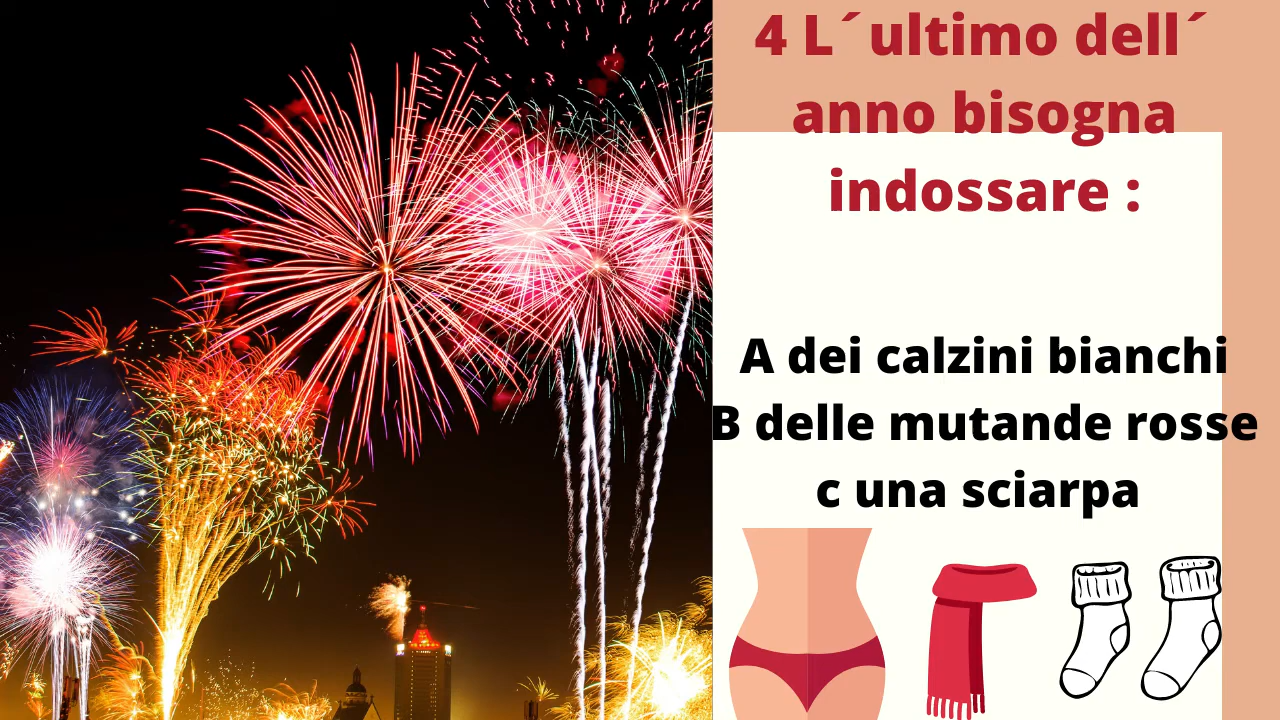 4 L´ultimo dell´
anno bisogna
indossare :
A dei calzini bianchi
B delle mutande rosse
c una sciarpa